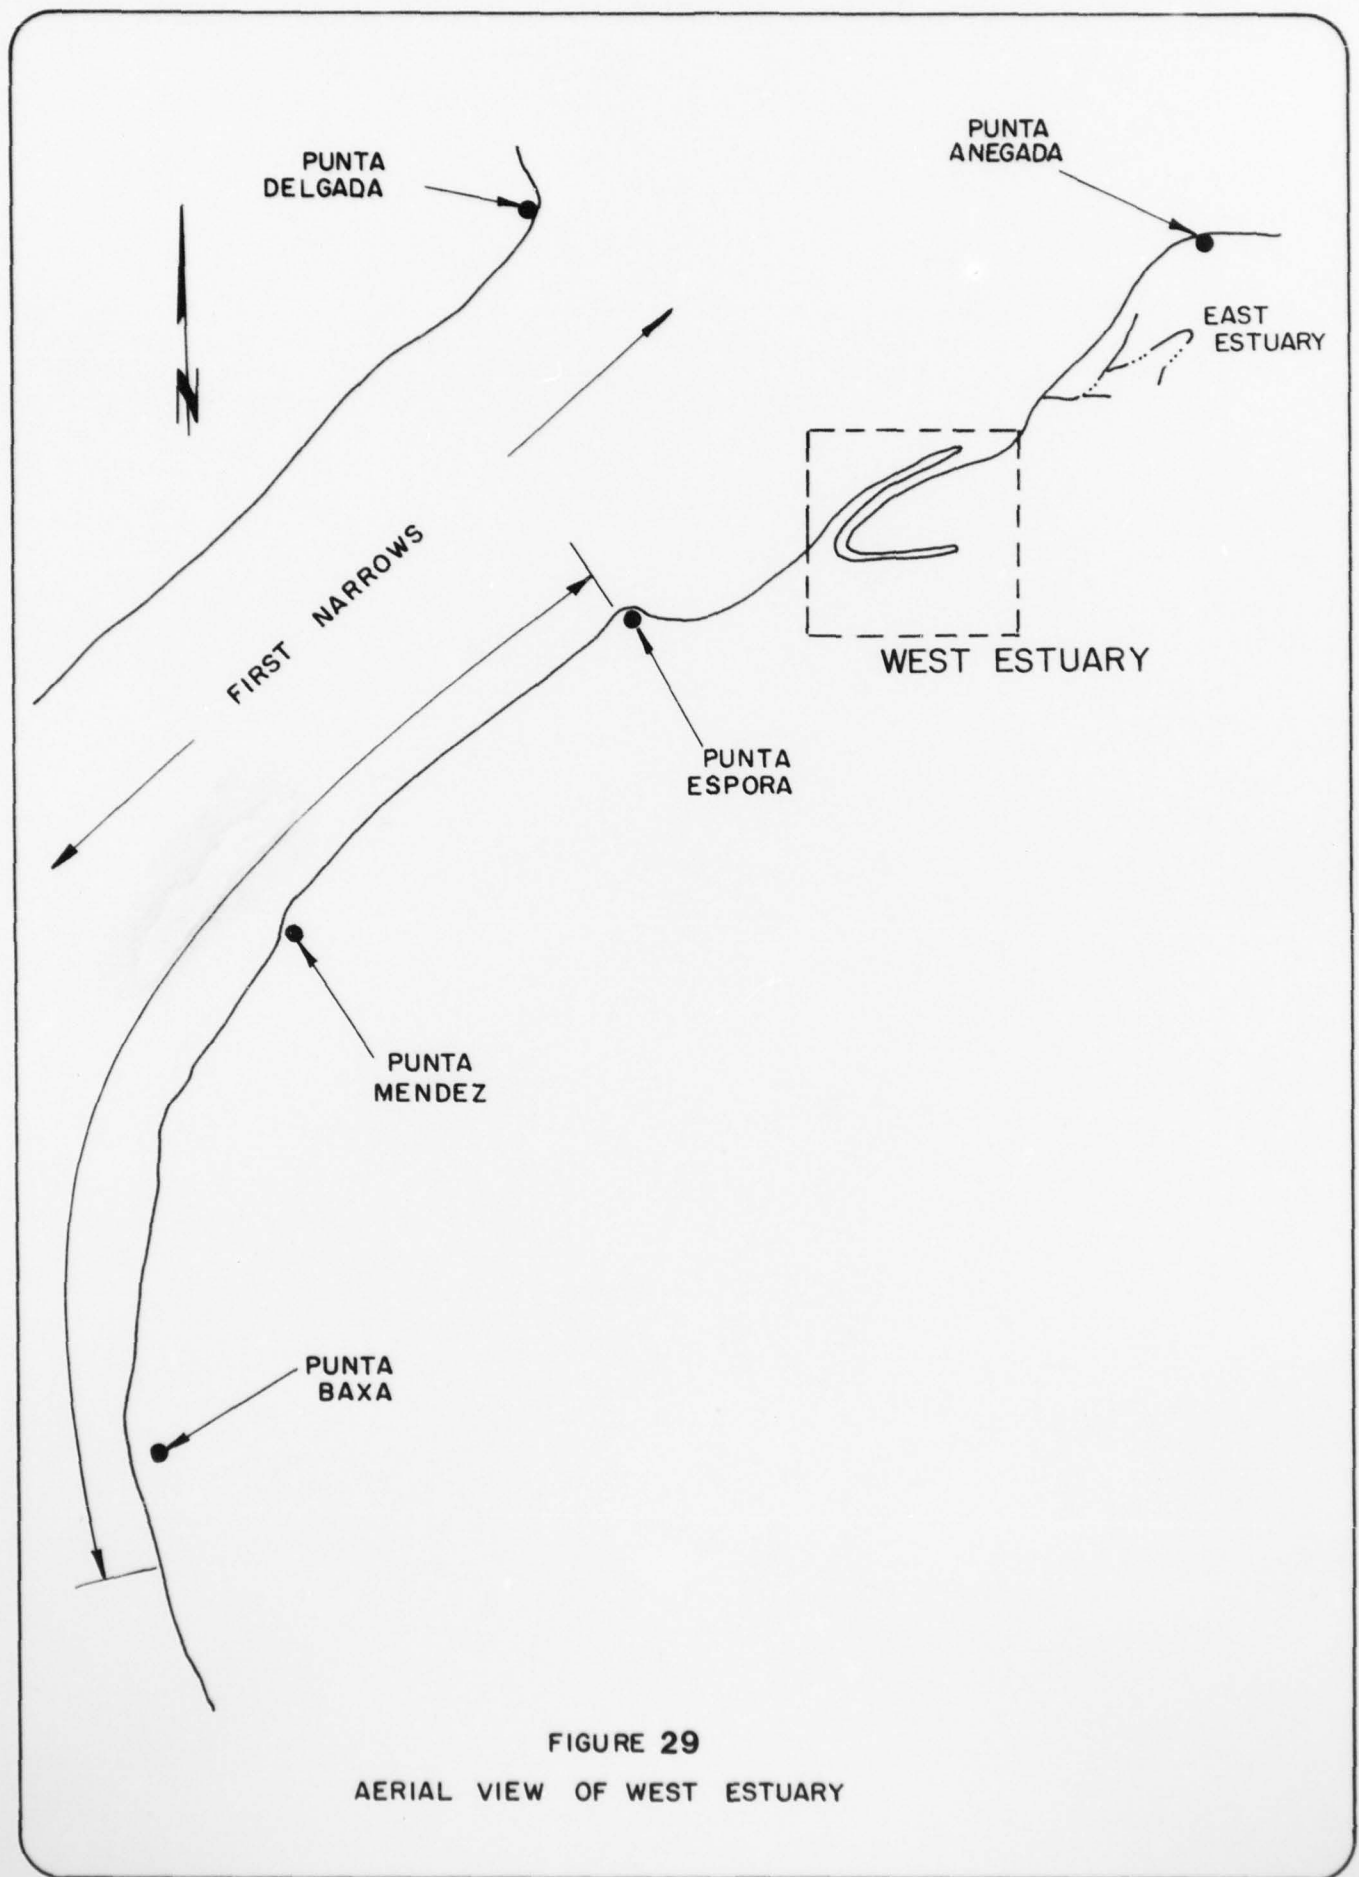 PUNTA
DELGADA
PUNTA
ANEGADA
N
EAST
ESTUARY
FIRST NARROWS
WEST ESTUARY
PUNTA
ESPORA
PUNTA
MENDEZ
PUNTA
BAXA
FIGURE 29
AERIAL VIEW OF WEST ESTUARY